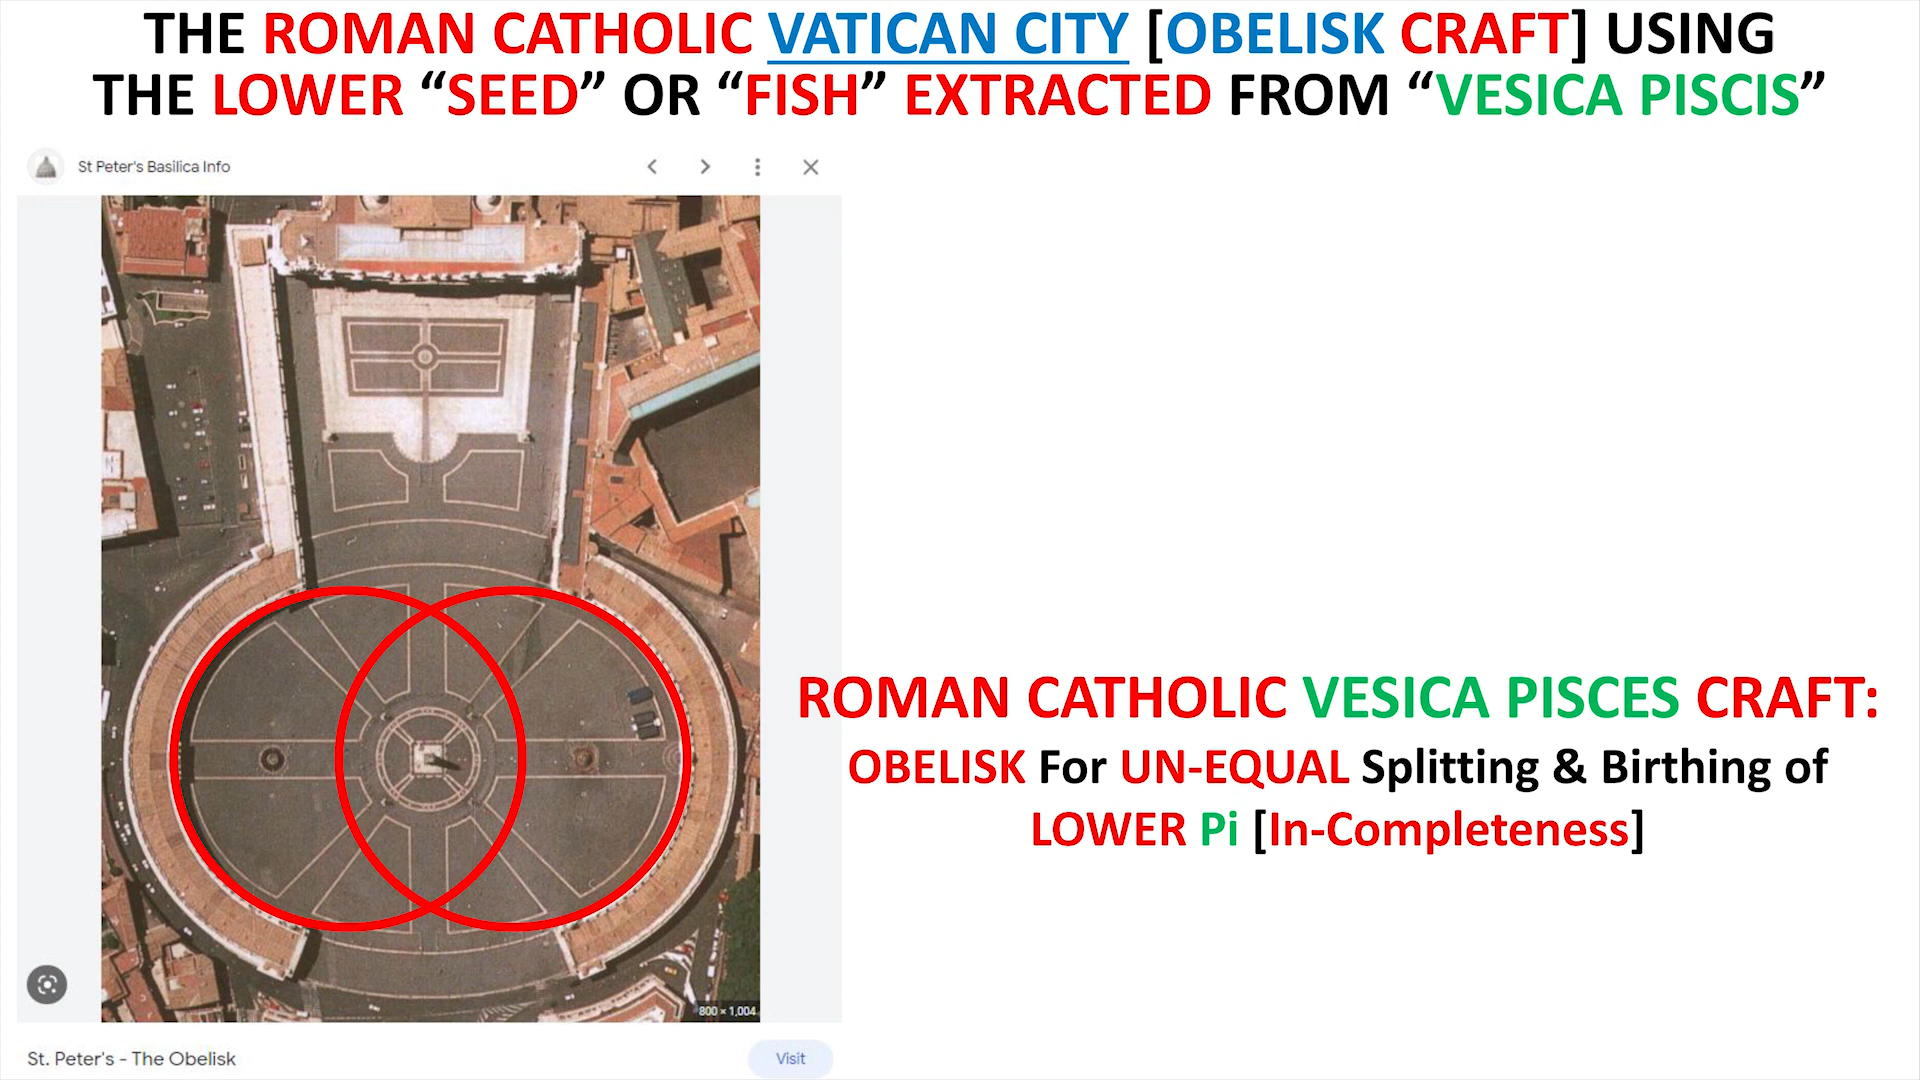 THE ROMAN CATHOLIC VATICAN CITY [OBELISK CRAFT] USING
THE LOWER “SEED” OR “FISH” EXTRACTED FROM “VESICA PISCIS”
St Peter's Basilica Info
ROMAN CATHOLIC VESICA PISCES CRAFT:
OBELISK For UN-EQUAL Splitting & Birthing of
LOWER Pi [In-Completeness]
800 × 1,004
St. Peter's - The Obelisk
Visit